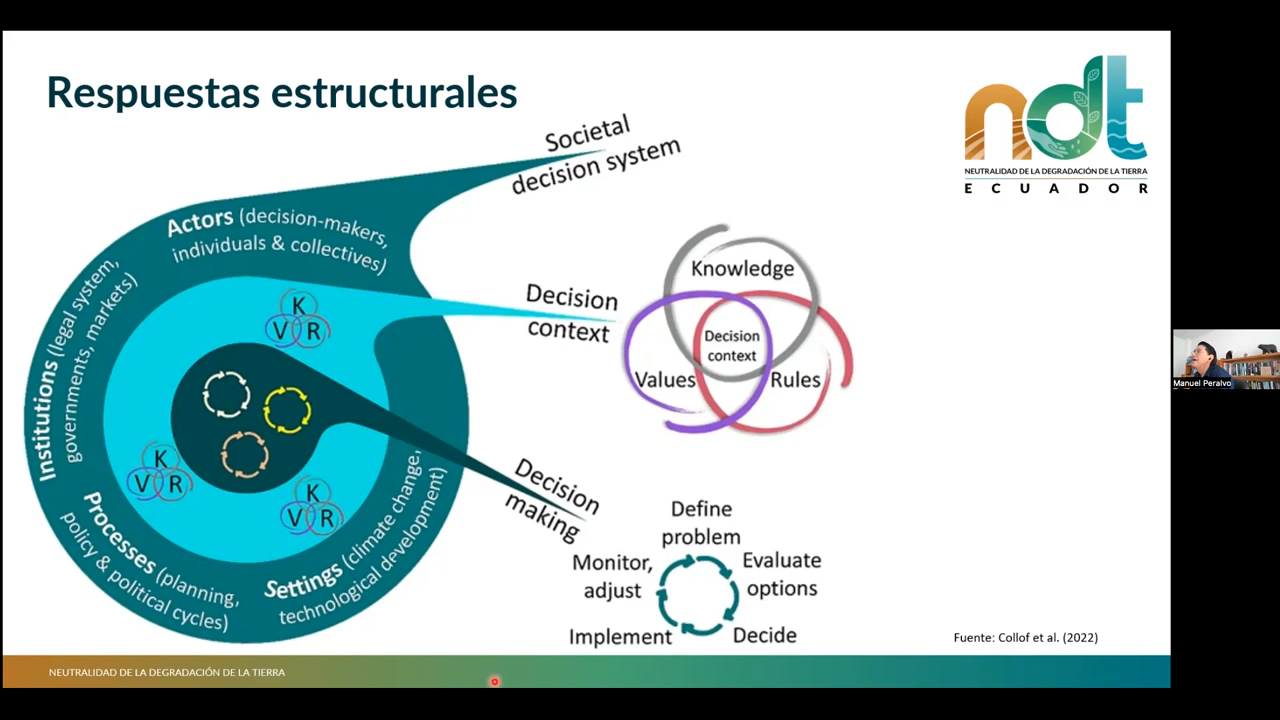 Respuestas estructurales
ndt
NEUTRALIDAD DE LA DEGRADACIÓN DE LA TIERRA
ECUADOR
Societal
decision system
Actors (decision-makers,
individuals & collectives)
Institutions (legal system,
governments, markets)
Processes (planning,
policy & political cycles)
Settings (climate change,
technological development)
K
V R
K
V R
K
V R
Decision
context
Knowledge
Decision
context
Values
Rules
Decision
making
Define
problem
Evaluate
options
Decide
Implement
Monitor,
adjust
Fuente: Collof et al. (2022)
NEUTRALIDAD DE LA DEGRADACIÓN DE LA TIERRA
Manuel Peralvo